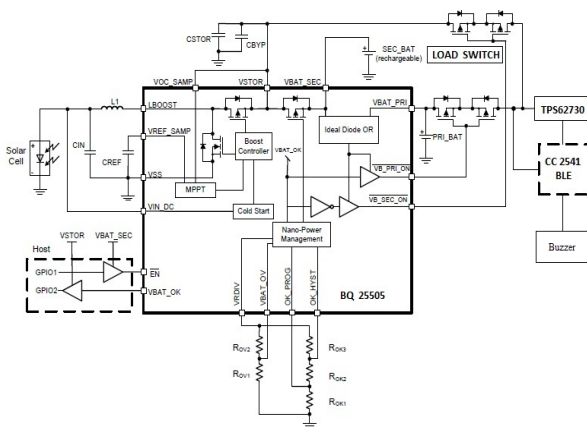 CSTOR
CBYP
SEC_BAT
(rechargeable)
LOAD SWITCH
VOC_SAMP
VSTOR
VBAT_SEC
L1
LBOOST
VBAT_PRI
TPS62730
Solar
Cell
CIN
CREF
VREF_SAMP
Boost
Controller
VBAT_OK
Ideal Diode OR
PRI_BAT
CC 2541
BLE
VSS
MPPT
VB_PRI_ON
VIN_DC
Cold Start
VB_SEC_ON
Buzzer
Nano-Power
Management
VSTOR
VBAT_SEC
Host
GPIO1
EN
GPIO2
VBAT_OK
VRDIV
VBAT_OV
OK_PROG
OK_HYST
BQ 25505
ROV2
ROK3
ROV1
ROK2
ROK1